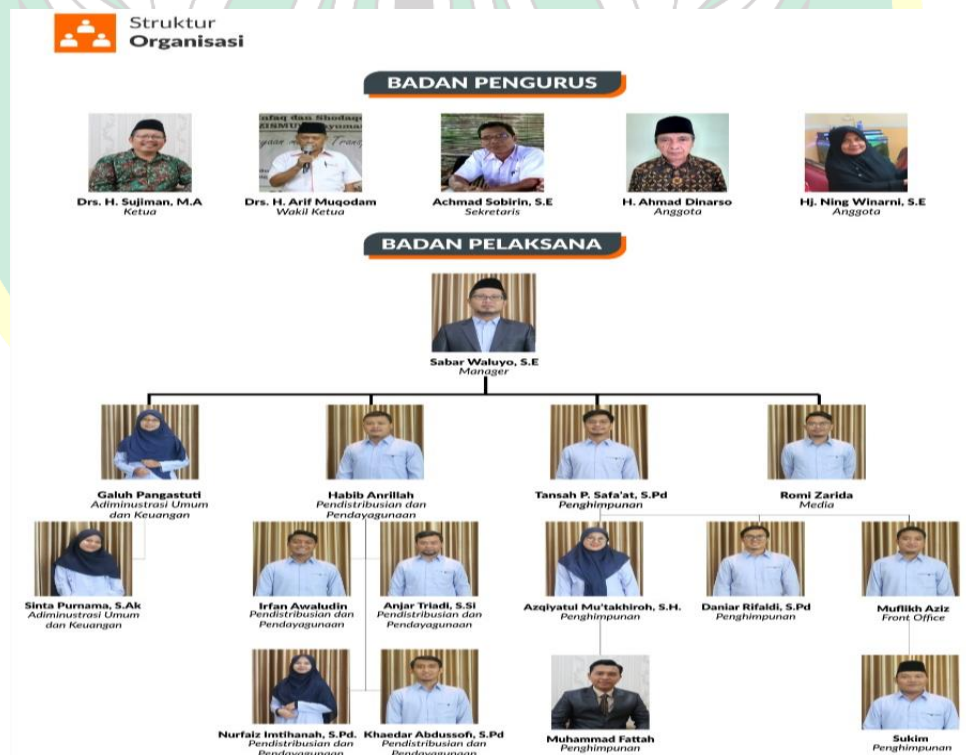 Struktur
Organisasi
BADAN PENGURUS
Drs. H. Sujiman, M.A
Ketua
Drs. H. Arif Muqodam
Wakil Ketua
Achmad Sobirin, S.E
Sekretaris
H. Ahmad Dinarso
Anggota
Hj. Ning Winarni, S.E
Anggota
BADAN PELAKSANA
Sabar Waluyo, S.E
Manager
Galuh Pangastuti
Adiminustrasi Umum
dan Keuangan
Habib Anrillah
Pendistribusian dan
Pendayagunaan
Tansah P. Safa'at, S.Pd
Penghimpunan
Romi Zarida
Media
Sinta Purnama, S.Ak
Adiminustrasi Umum
dan Keuangan
Irfan Awaludin
Pendistribusian dan
Pendayagunaan
Anjar Triadi, S.Si
Pendistribusian dan
Pendayagunaan
Azqiyatul Mu'takhiroh, S.H.
Penghimpunan
Daniar Rifaldi, S.Pd
Penghimpunan
Muflikh Aziz
Front Office
Nurfaiz Imtihanah, S.Pd.
Pendistribusian dan
Pendayagunaan
Khaedar Abdussofi, S.Pd
Pendistribusian dan
Pendayagunaan
Muhammad Fattah
Penghimpunan
Sukim
Penghimpunan